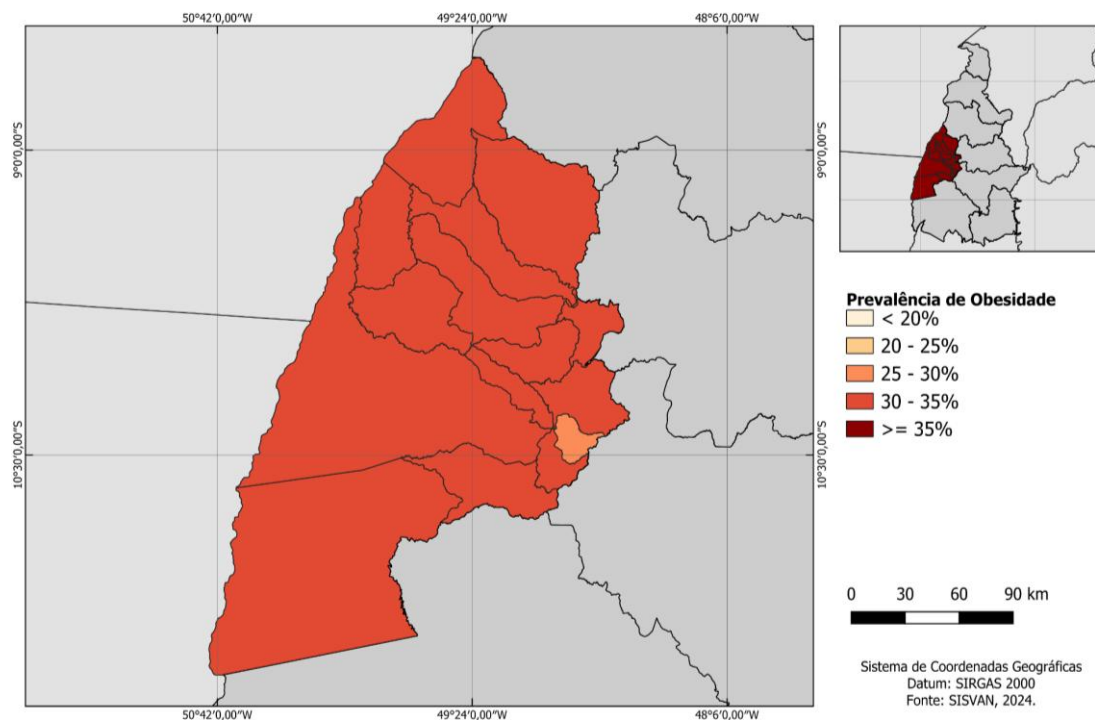 50°42'0,00"W 49°24'0,00"W 48°6'0,00"W
9°0'0,00"S
10°30'0,00"S
9°0'0,00"S
10°30'0,00"S
50°42'0,00"W 49°24'0,00"W 48°6'0,00"W
Prevalência de Obesidade
< 20%
20 - 25%
25 - 30%
30 - 35%
>= 35%
0 30 60 90 km
Sistema de Coordenadas Geográficas
Datum: SIRGAS 2000
Fonte: SISVAN, 2024.